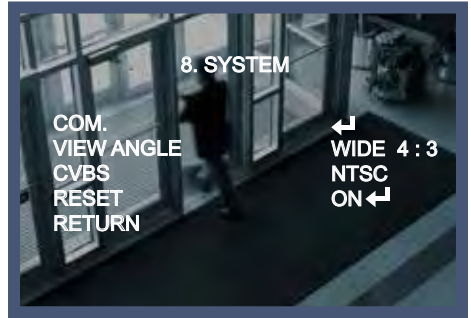 8. SYSTEM
COM. ↵
VIEW ANGLE WIDE 4 : 3
CVBS NTSC
RESET ON ↵
RETURN